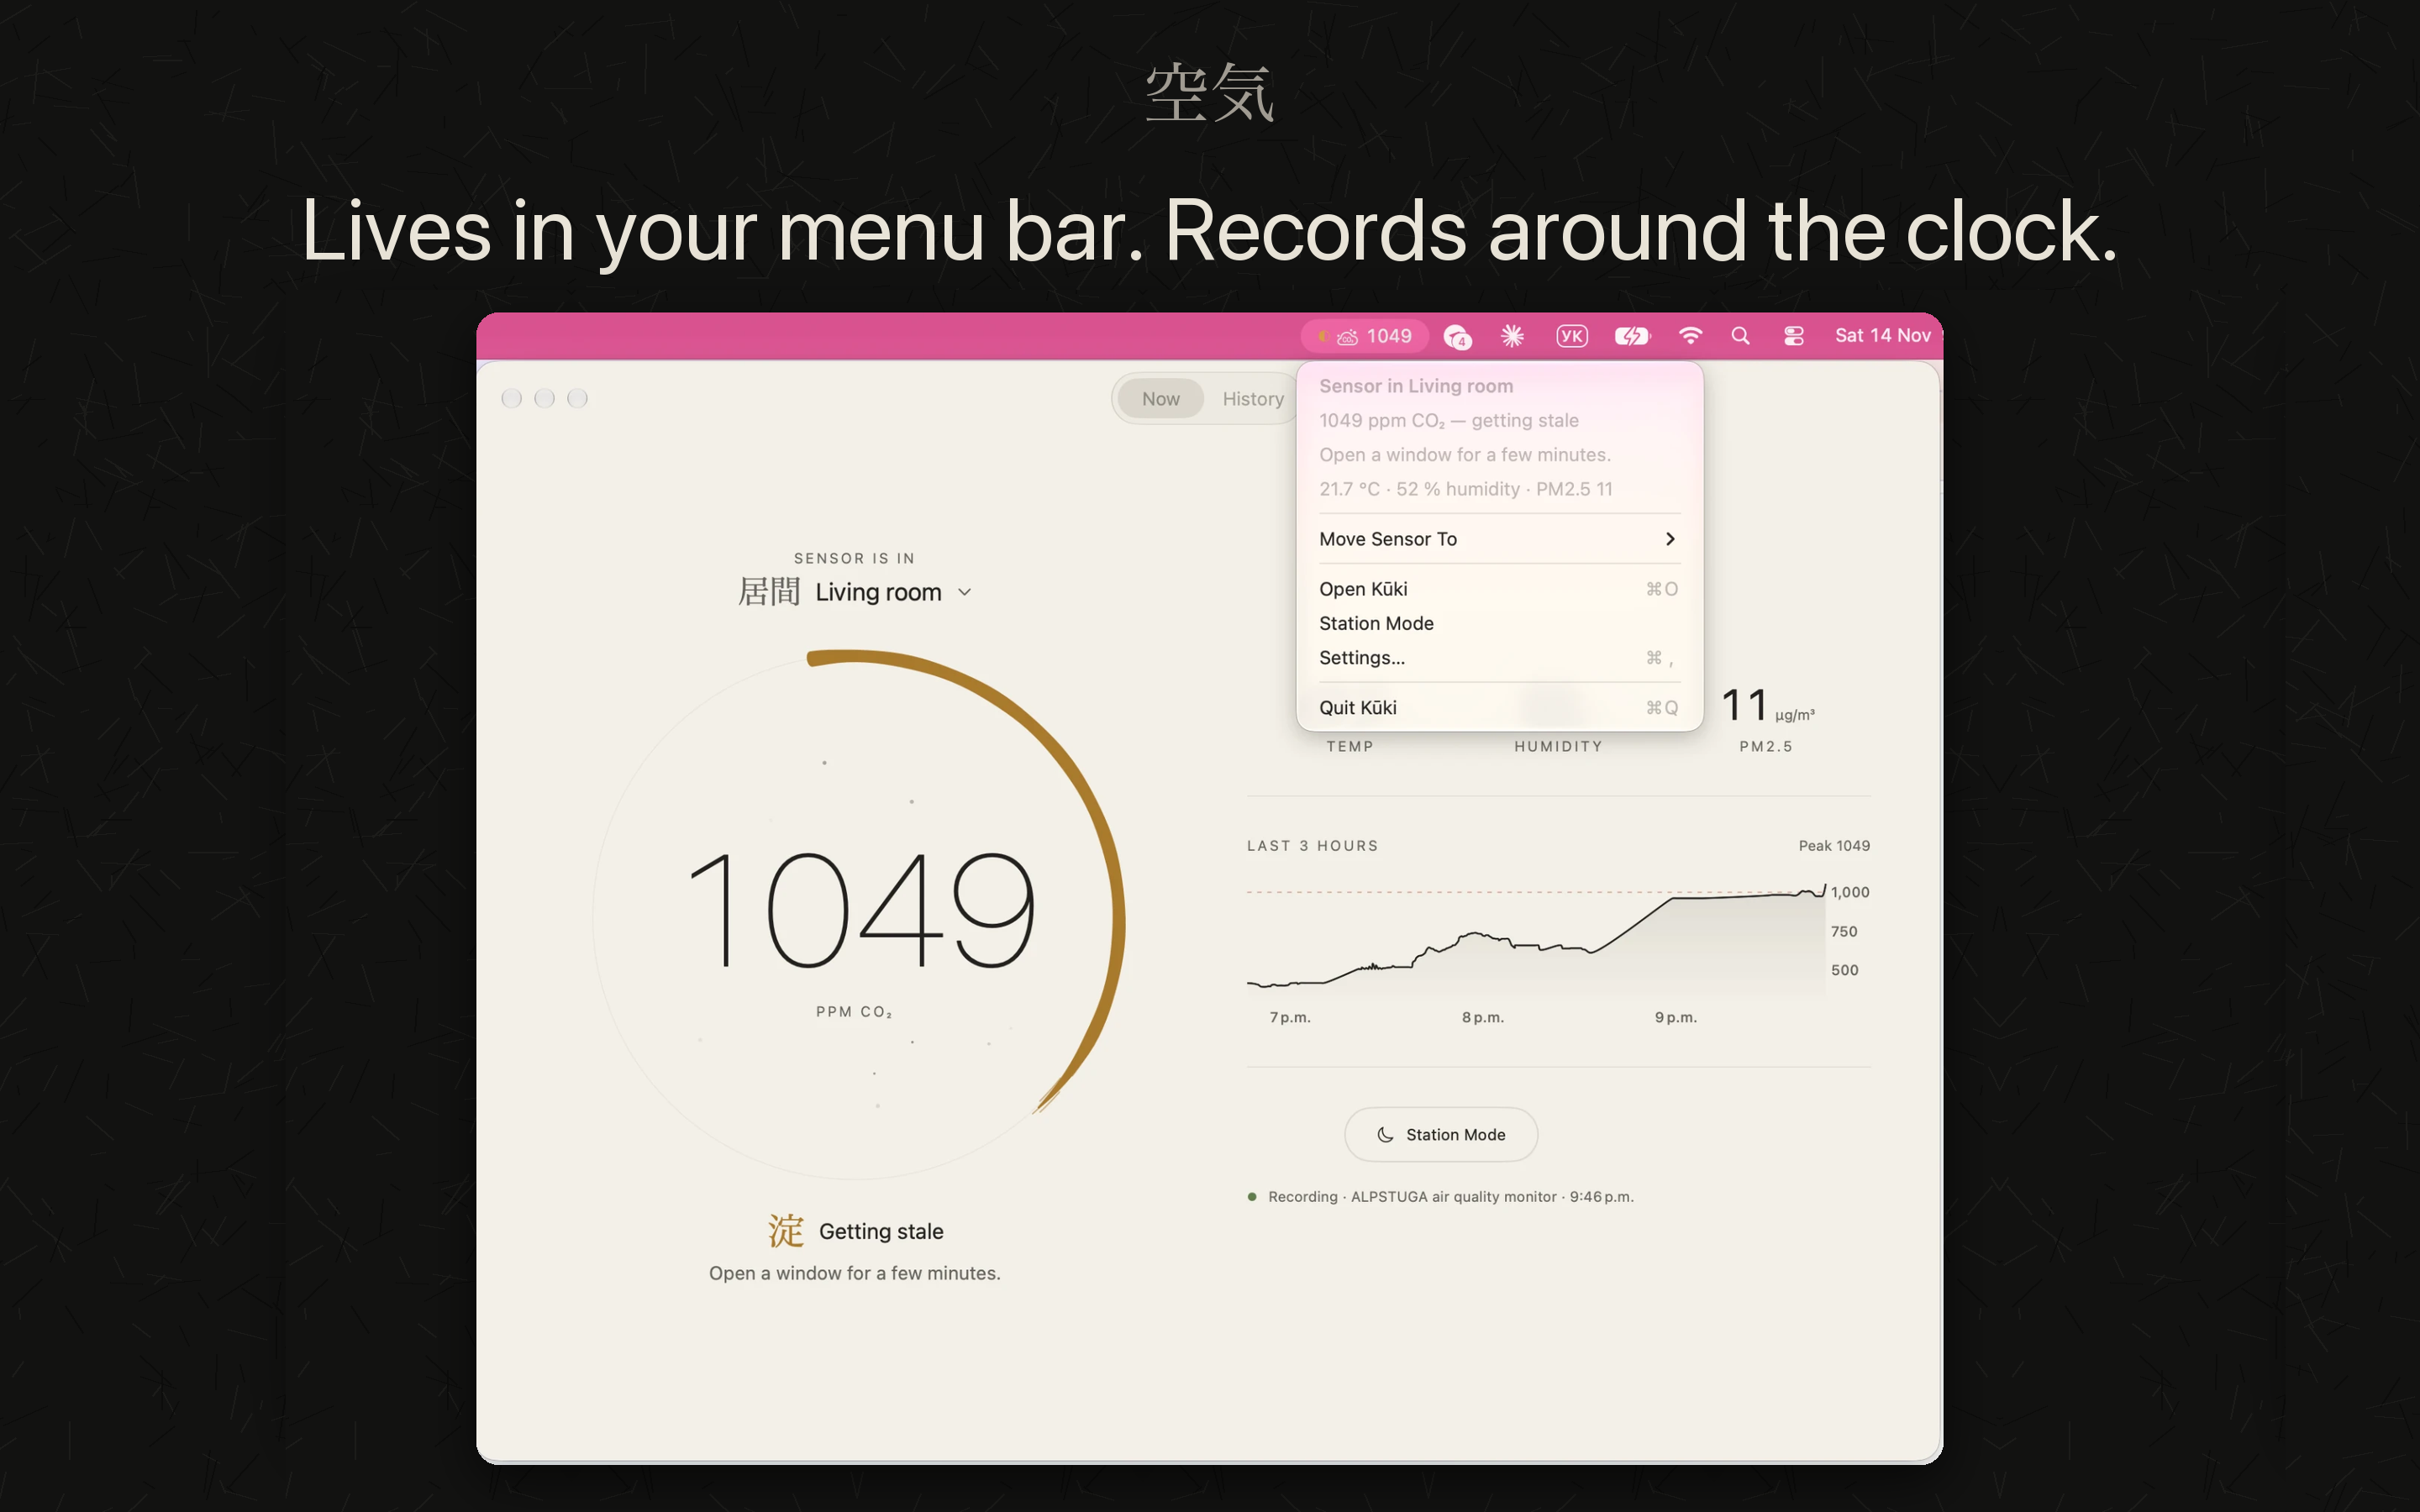 空気
Lives in your menu bar. Records around the clock.
1049 4 УК Sat 14 Nov
Now History
Sensor in Living room
1049 ppm CO₂ — getting stale
Open a window for a few minutes.
21.7 °C · 52 % humidity · PM2.5 11
Move Sensor To
Open Kūki ⌘O
Station Mode
Settings... ⌘ ,
Quit Kūki ⌘Q
SENSOR IS IN
居間 Living room
1049
PPM CO₂
淀 Getting stale
Open a window for a few minutes.
11 µg/m³
TEMP HUMIDITY PM2.5
LAST 3 HOURS Peak 1049
1,000
750
500
7 p.m. 8 p.m. 9 p.m.
Station Mode
Recording · ALPSTUGA air quality monitor · 9:46 p.m.